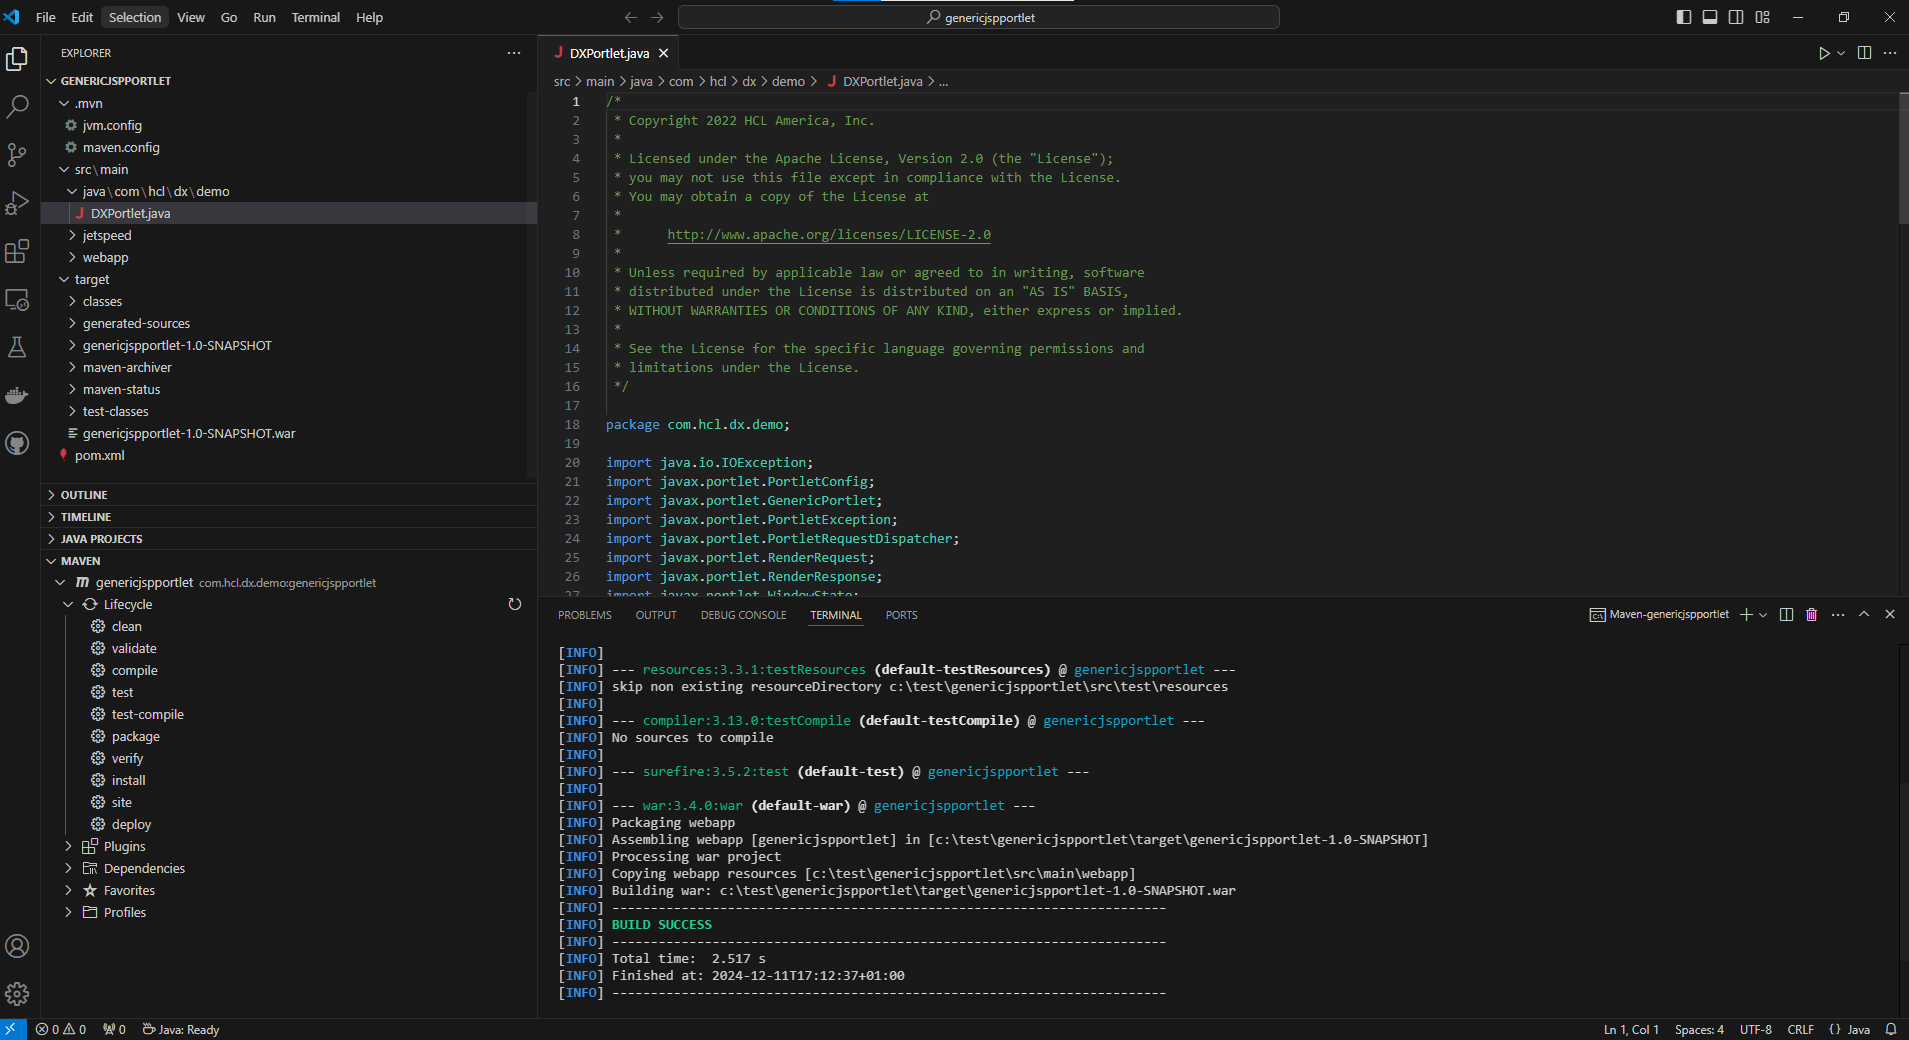 File Edit Selection View Go Run Terminal Help
genericjspportlet
EXPLORER
GENERICJSPPORTLET
.mvn
jvm.config
maven.config
src\main
java\com\hcl\dx\demo
DXPortlet.java
jetspeed
webapp
target
classes
generated-sources
genericjspportlet-1.0-SNAPSHOT
maven-archiver
maven-status
test-classes
genericjspportlet-1.0-SNAPSHOT.war
pom.xml
OUTLINE
TIMELINE
JAVA PROJECTS
MAVEN
genericjspportlet com.hcl.dx.demo:genericjspportlet
Lifecycle
clean
validate
compile
test
test-compile
package
verify
install
site
deploy
Plugins
Dependencies
Favorites
Profiles
DXPortlet.java
src > main > java > com > hcl > dx > demo > DXPortlet.java > ...
1 /*
2 * Copyright 2022 HCL America, Inc.
3 *
4 * Licensed under the Apache License, Version 2.0 (the "License");
5 * you may not use this file except in compliance with the License.
6 * You may obtain a copy of the License at
7 *
8 * http://www.apache.org/licenses/LICENSE-2.0
9 *
10 * Unless required by applicable law or agreed to in writing, software
11 * distributed under the License is distributed on an "AS IS" BASIS,
12 * WITHOUT WARRANTIES OR CONDITIONS OF ANY KIND, either express or implied.
13 *
14 * See the License for the specific language governing permissions and
15 * limitations under the License.
16 */
17
18 package com.hcl.dx.demo;
19
20 import java.io.IOException;
21 import javax.portlet.PortletConfig;
22 import javax.portlet.GenericPortlet;
23 import javax.portlet.PortletException;
24 import javax.portlet.PortletRequestDispatcher;
25 import javax.portlet.RenderRequest;
26 import javax.portlet.RenderResponse;
27 import javax.portlet.WindowState;
PROBLEMS OUTPUT DEBUG CONSOLE TERMINAL PORTS
Maven-genericjspportlet
[INFO]
[INFO] --- resources:3.3.1:testResources (default-testResources) @ genericjspportlet ---
[INFO] skip non existing resourceDirectory c:\test\genericjspportlet\src\test\resources
[INFO]
[INFO] --- compiler:3.13.0:testCompile (default-testCompile) @ genericjspportlet ---
[INFO] No sources to compile
[INFO]
[INFO] --- surefire:3.5.2:test (default-test) @ genericjspportlet ---
[INFO]
[INFO] --- war:3.4.0:war (default-war) @ genericjspportlet ---
[INFO] Packaging webapp
[INFO] Assembling webapp [genericjspportlet] in [c:\test\genericjspportlet\target\genericjspportlet-1.0-SNAPSHOT]
[INFO] Processing war project
[INFO] Copying webapp resources [c:\test\genericjspportlet\src\main\webapp]
[INFO] Building war: c:\test\genericjspportlet\target\genericjspportlet-1.0-SNAPSHOT.war
[INFO] ------------------------------------------------------------------------
[INFO] BUILD SUCCESS
[INFO] ------------------------------------------------------------------------
[INFO] Total time:  2.517 s
[INFO] Finished at: 2024-12-11T17:12:37+01:00
[INFO] ------------------------------------------------------------------------
0 0 0 Java: Ready
Ln 1, Col 1 Spaces: 4 UTF-8 CRLF {} Java